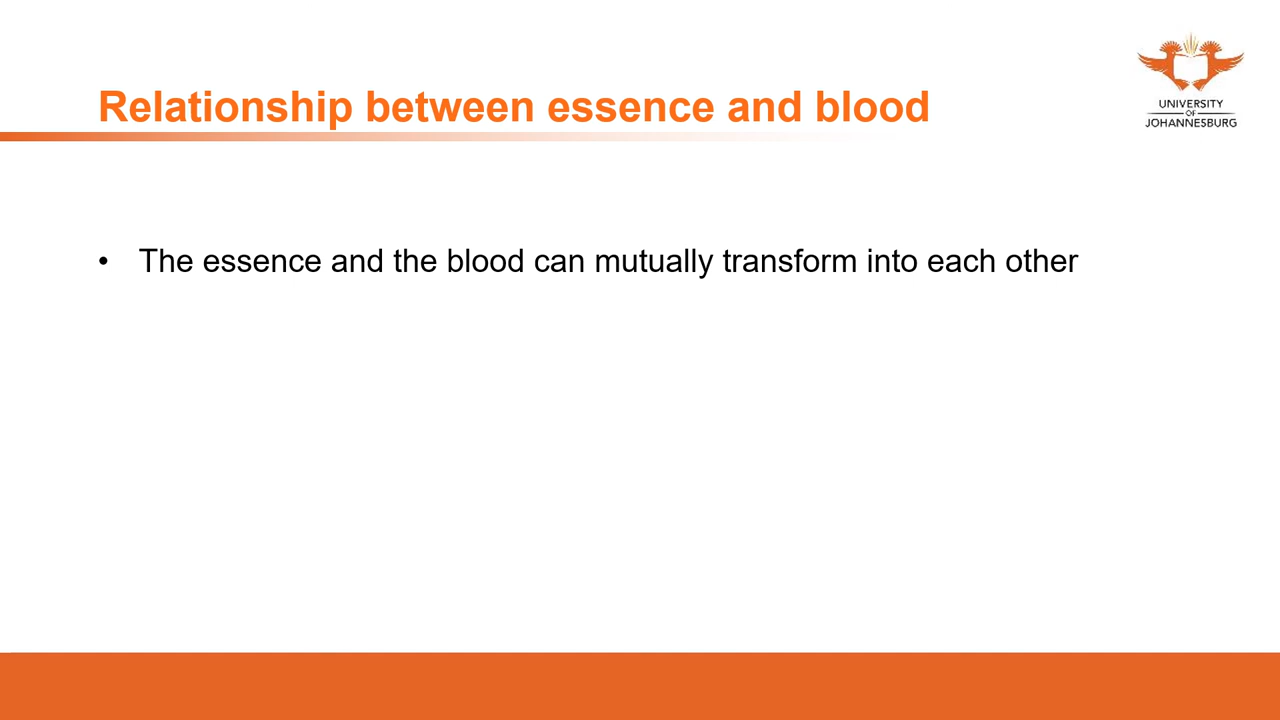 Relationship between essence and blood
UNIVERSITY
OF
JOHANNESBURG
• The essence and the blood can mutually transform into each other